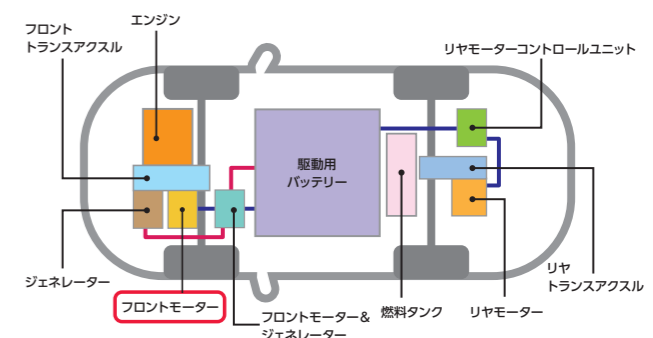 エンジン
フロント
トランスアクスル
リヤモーターコントロールユニット
駆動用
バッテリー
ジェネレーター
フロントモーター
フロントモーター&
ジェネレーター
燃料タンク
リヤモーター
リヤ
トランスアクスル